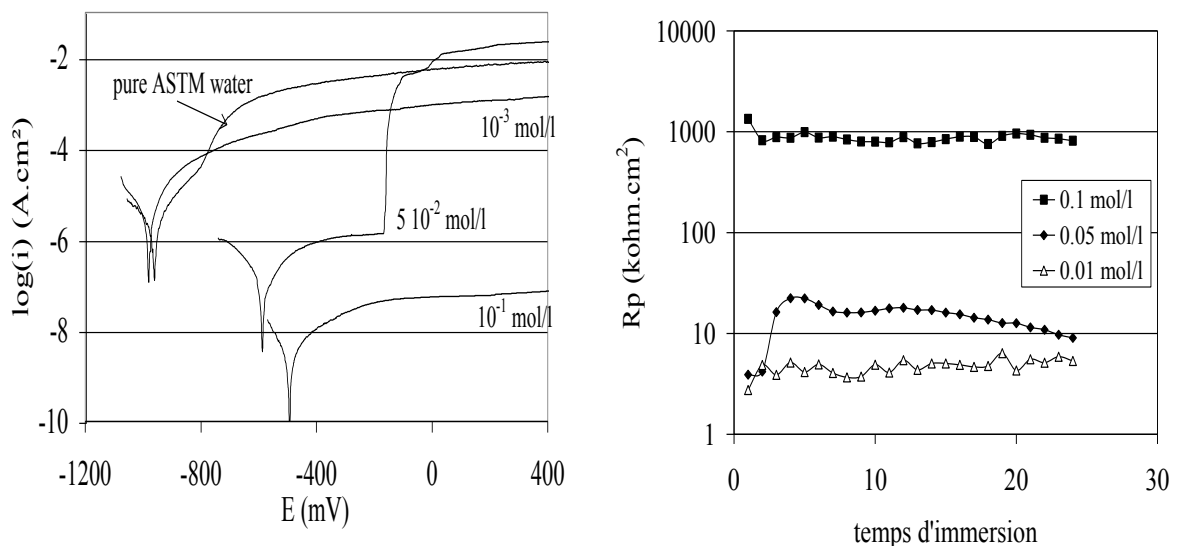 -2
-4
-6
-8
-10
-1200
-800
-400
0
400
log(i) (A.cm²)
E (mV)
pure ASTM water
10⁻³ mol/l
5 10⁻² mol/l
10⁻¹ mol/l
10000
1000
100
10
1
0
10
20
30
Rp (kohm.cm²)
temps d'immersion
0.1 mol/l
0.05 mol/l
0.01 mol/l